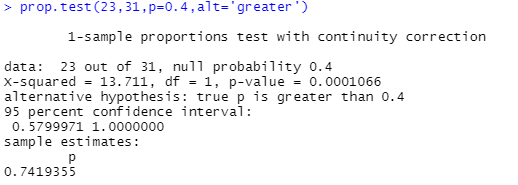 > prop.test(23,31,p=0.4,alt='greater')
1-sample proportions test with continuity correction
data:  23 out of 31, null probability 0.4
X-squared = 13.711, df = 1, p-value = 0.0001066
alternative hypothesis: true p is greater than 0.4
95 percent confidence interval:
0.5799971 1.0000000
sample estimates:
p
0.7419355